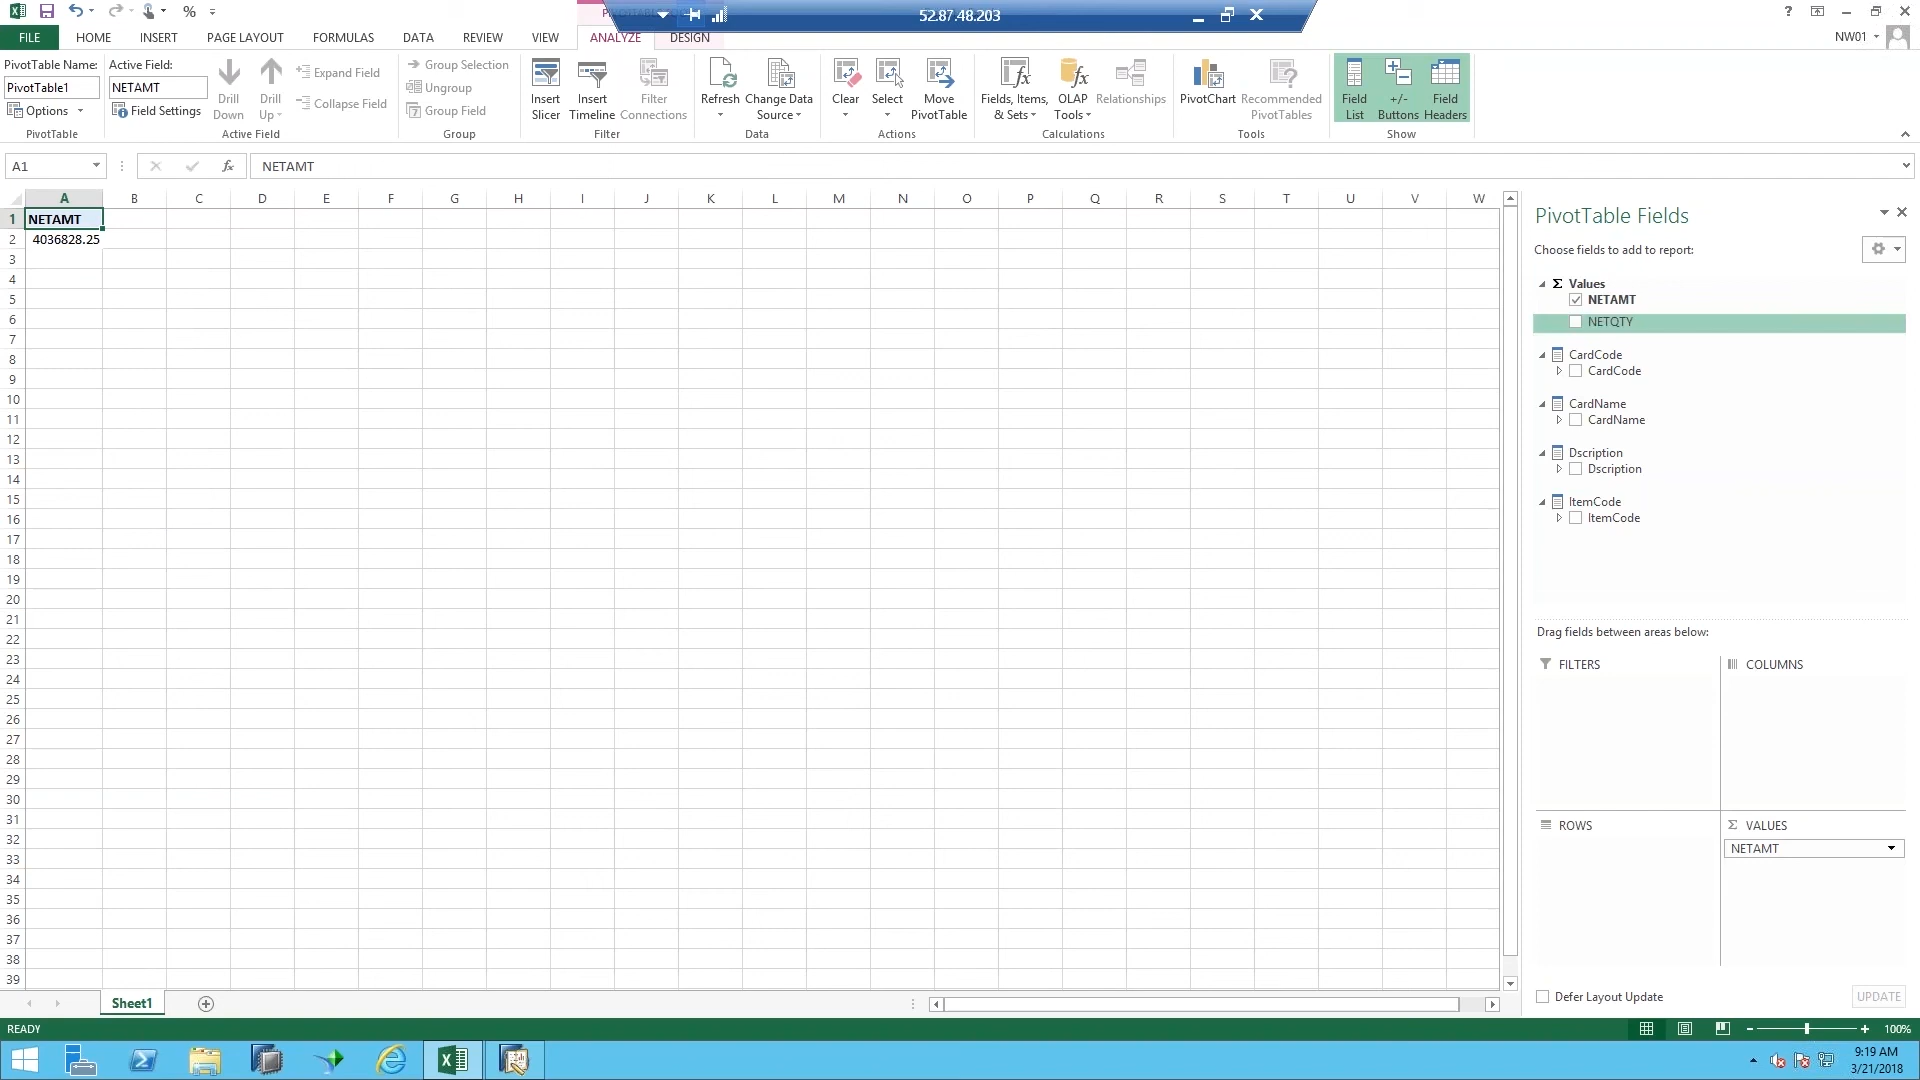 52.87.48.203
NW01
FILE HOME INSERT PAGE LAYOUT FORMULAS DATA REVIEW VIEW ANALYZE DESIGN
PivotTable Name:
PivotTable1
Options
PivotTable
Active Field:
NETAMT
Field Settings
Drill Down
Drill Up
Expand Field
Collapse Field
Active Field
Group Selection
Ungroup
Group Field
Group
Insert Slicer
Insert Timeline
Filter Connections
Filter
Refresh
Change Data Source
Data
Clear
Select
Move PivotTable
Actions
Fields, Items, & Sets
OLAP Tools
Relationships
Calculations
PivotChart
Recommended PivotTables
Tools
Field List
+/- Buttons
Field Headers
Show
A1
fx
NETAMT
A B C D E F G H I J K L M N O P Q R S T U V W
1 NETAMT
2 4036828.25
3
4
5
6
7
8
9
10
11
12
13
14
15
16
17
18
19
20
21
22
23
24
25
26
27
28
29
30
31
32
33
34
35
36
37
38
39
PivotTable Fields
Choose fields to add to report:
Σ Values
NETAMT
NETQTY
CardCode
CardCode
CardName
CardName
Dscription
Dscription
ItemCode
ItemCode
Drag fields between areas below:
FILTERS
COLUMNS
ROWS
Σ VALUES
NETAMT
Defer Layout Update
UPDATE
Sheet1
READY
100%
9:19 AM
3/21/2018